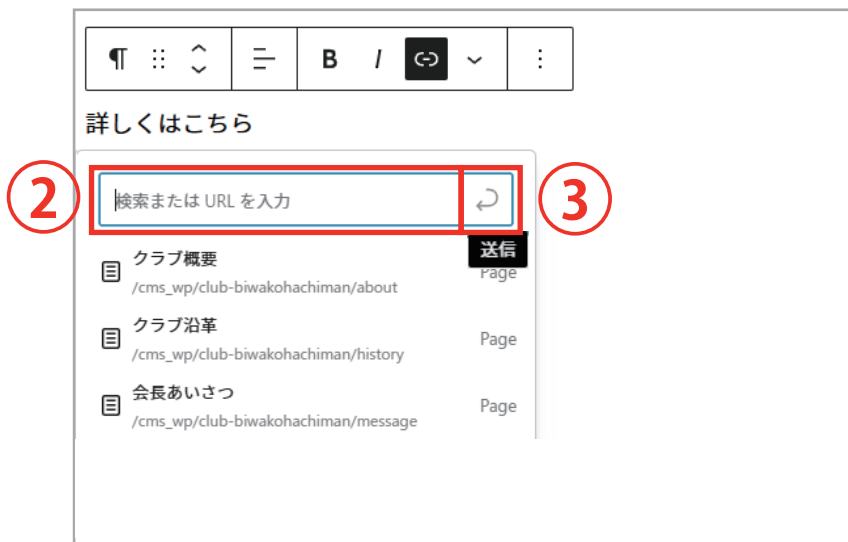 B I
詳しくはこちら
② 検索または URL を入力 ③
送信
クラブ概要 Page
/cms_wp/club-biwakohachiman/about
クラブ沿革 Page
/cms_wp/club-biwakohachiman/history
会長あいさつ Page
/cms_wp/club-biwakohachiman/message